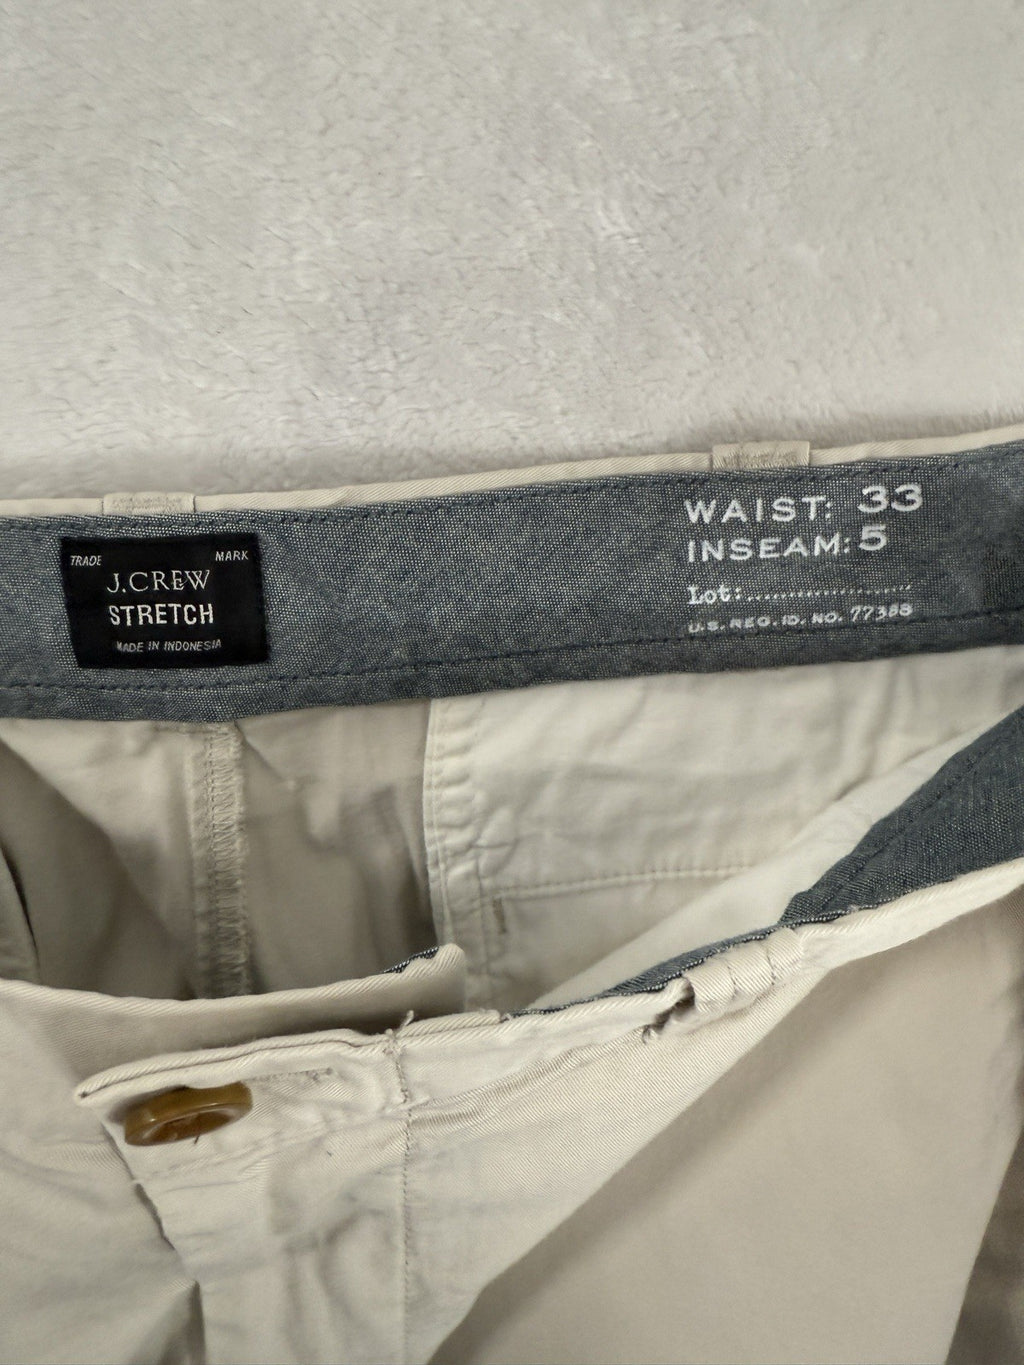 TRADE MARK
J.CREW
STRETCH
MADE IN INDONESIA
WAIST: 33
INSEAM: 5
Lot:....................
U.S. REG. ID. NO. 77388